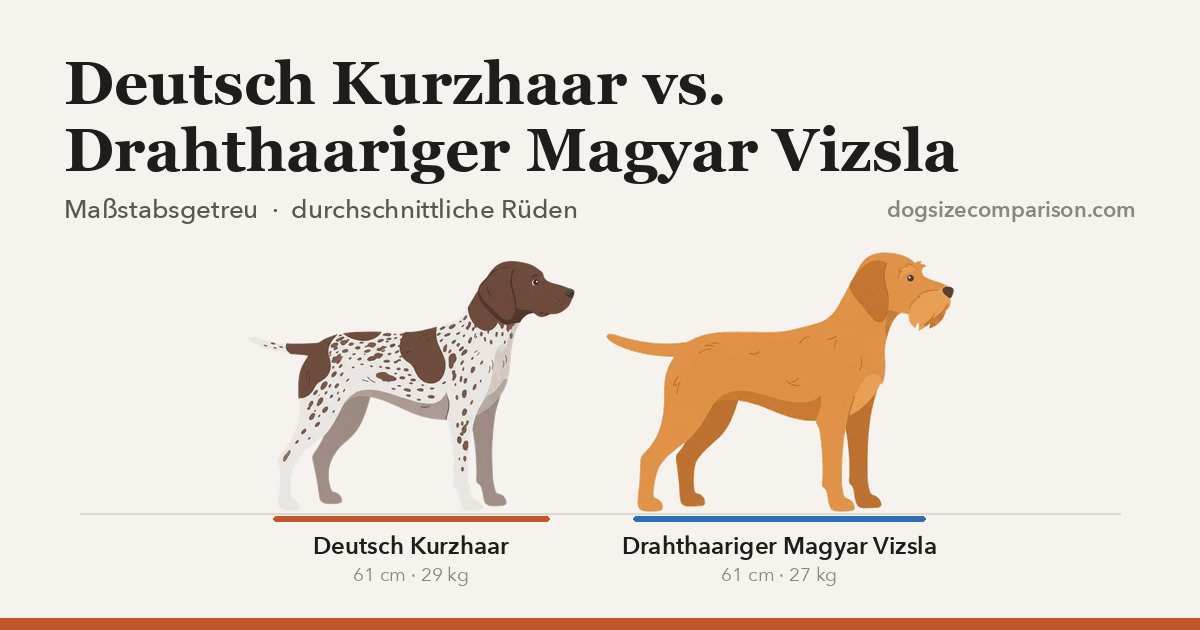 Deutsch Kurzhaar vs.
Drahthaariger Magyar Vizsla
Maßstabsgetreu · durchschnittliche Rüden
dogsizecomparison.com
Deutsch Kurzhaar
61 cm · 29 kg
Drahthaariger Magyar Vizsla
61 cm · 27 kg